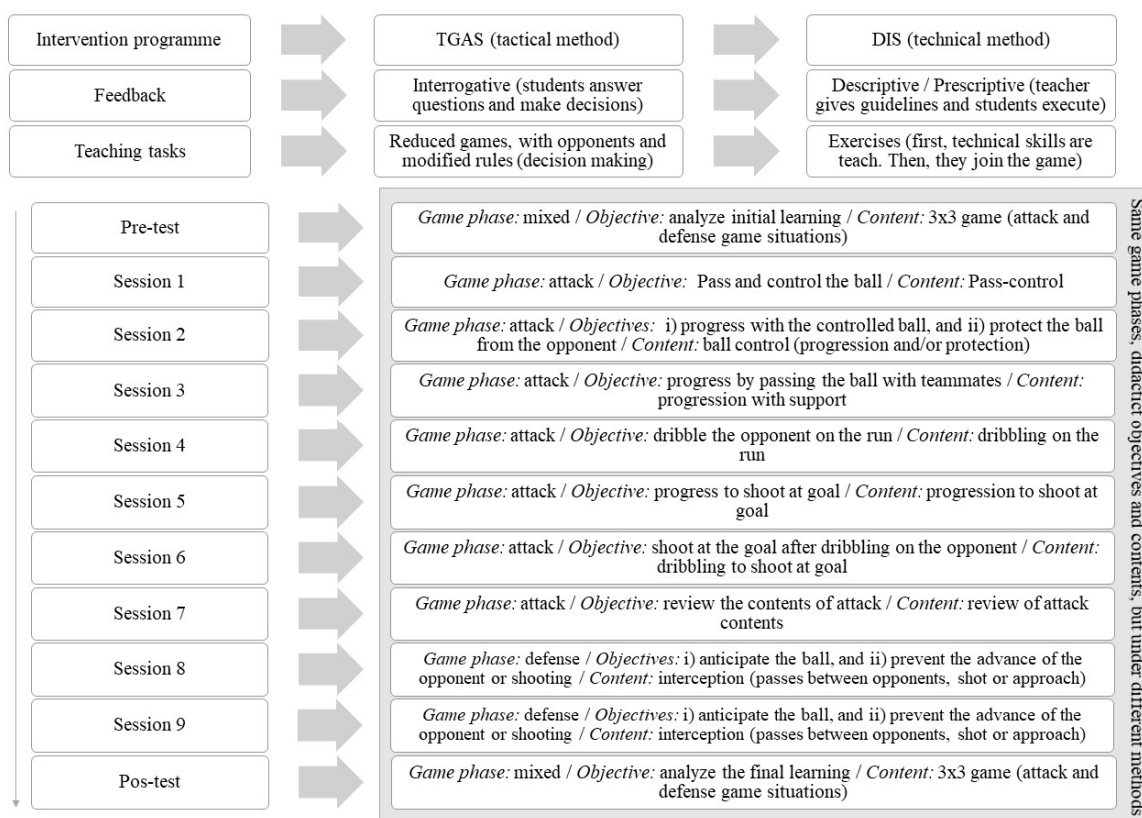 Intervention programme
TGAS (tactical method)
DIS (technical method)
Feedback
Interrogative (students answer
questions and make decisions)
Descriptive / Prescriptive (teacher
gives guidelines and students execute)
Teaching tasks
Reduced games, with opponents and
modified rules (decision making)
Exercises (first, technical skills are
teach. Then, they join the game)
Pre-test
Game phase: mixed / Objective: analyze initial learning / Content: 3x3 game (attack and
defense game situations)
Session 1
Game phase: attack / Objective: Pass and control the ball / Content: Pass-control
Session 2
Game phase: attack / Objectives: i) progress with the controlled ball, and ii) protect the ball
from the opponent / Content: ball control (progression and/or protection)
Session 3
Game phase: attack / Objective: progress by passing the ball with teammates / Content:
progression with support
Session 4
Game phase: attack / Objective: dribble the opponent on the run / Content: dribbling on the
run
Session 5
Game phase: attack / Objective: progress to shoot at goal / Content: progression to shoot at
goal
Session 6
Game phase: attack / Objective: shoot at the goal after dribbling on the opponent / Content:
dribbling to shoot at goal
Session 7
Game phase: attack / Objective: review the contents of attack / Content: review of attack
contents
Session 8
Game phase: defense / Objectives: i) anticipate the ball, and ii) prevent the advance of the
opponent or shooting / Content: interception (passes between opponents, shot or approach)
Session 9
Game phase: defense / Objectives: i) anticipate the ball, and ii) prevent the advance of the
opponent or shooting / Content: interception (passes between opponents, shot or approach)
Pos-test
Game phase: mixed / Objective: analyze the final learning / Content: 3x3 game (attack and
defense game situations)
Same game phases, didactict objectives and contents, but under different methods